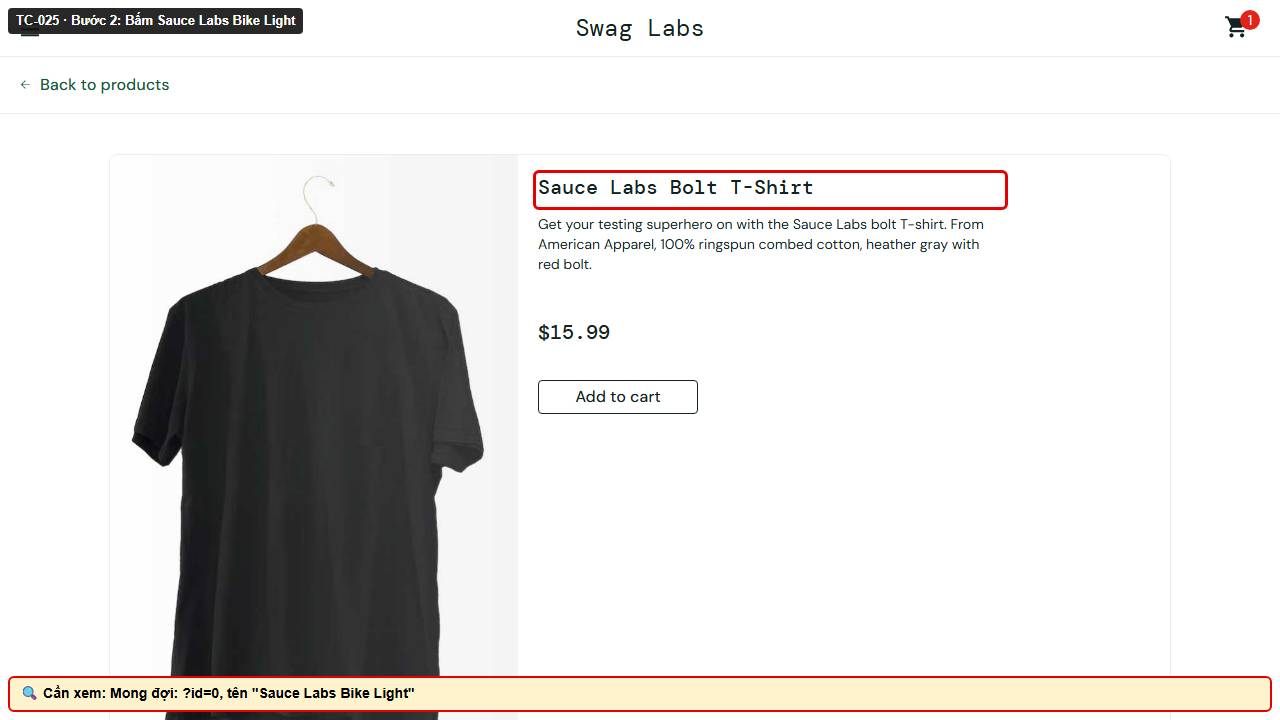 TC-025 · Bước 2: Bấm Sauce Labs Bike Light
Swag Labs
1
Back to products
Sauce Labs Bolt T-Shirt
Get your testing superhero on with the Sauce Labs bolt T-shirt. From
American Apparel, 100% ringspun combed cotton, heather gray with
red bolt.
$15.99
Add to cart
Cần xem: Mong đợi: ?id=0, tên "Sauce Labs Bike Light"